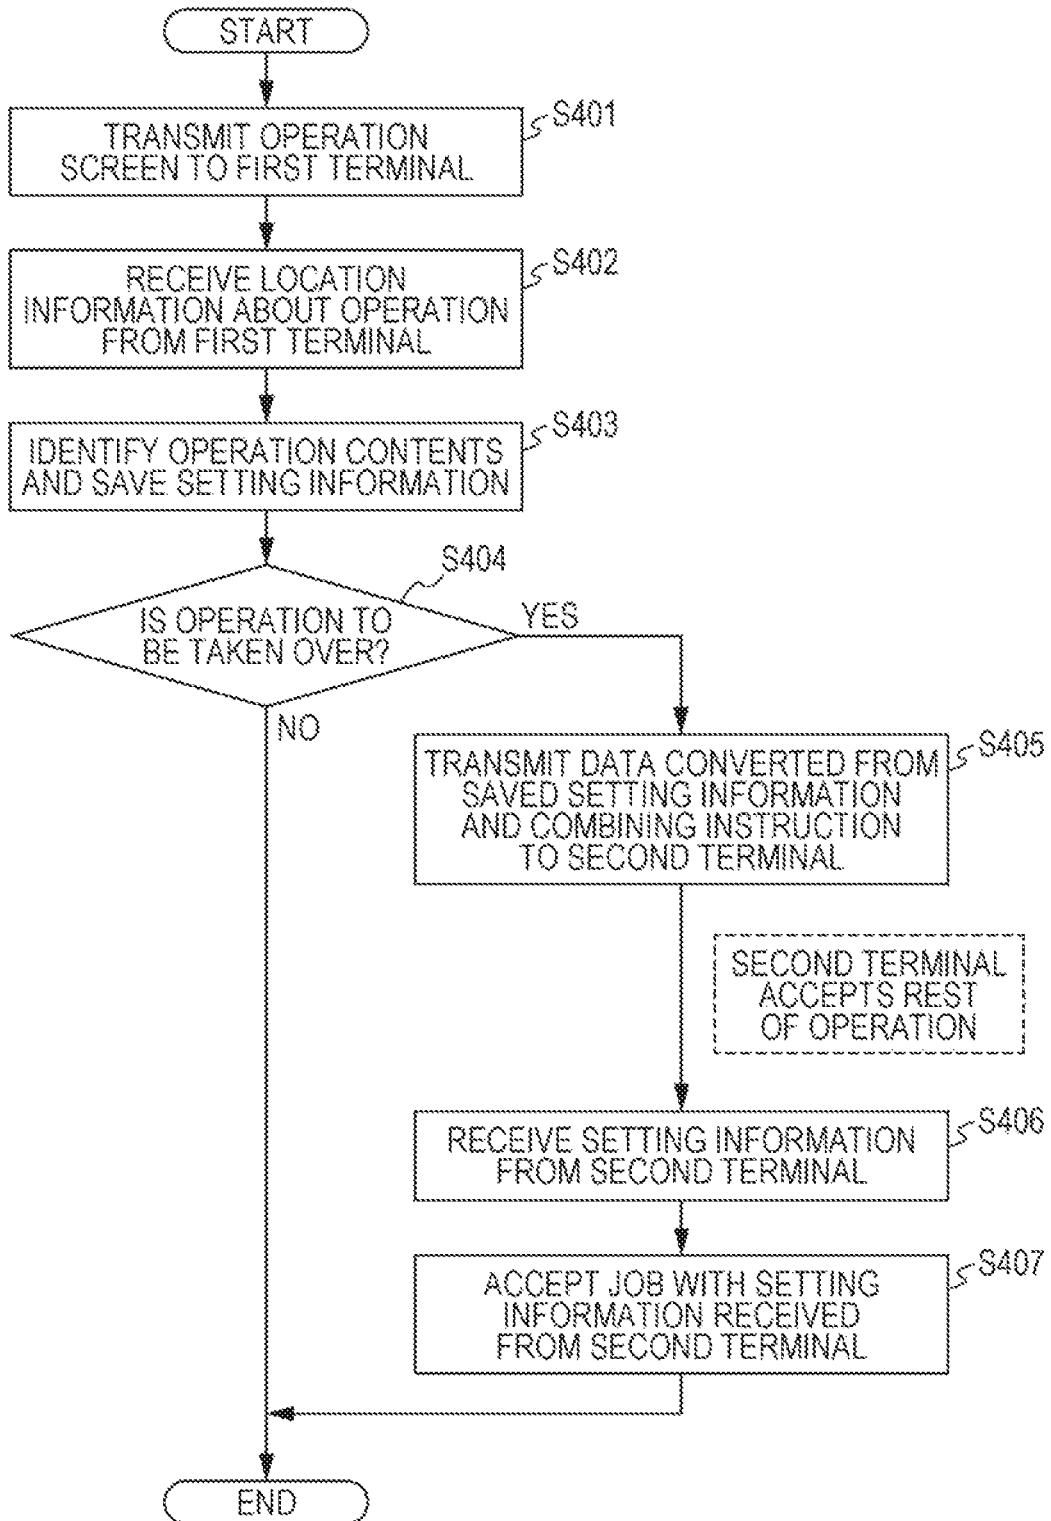 START
S401
TRANSMIT OPERATION
SCREEN TO FIRST TERMINAL
S402
RECEIVE LOCATION
INFORMATION ABOUT OPERATION
FROM FIRST TERMINAL
S403
IDENTIFY OPERATION CONTENTS
AND SAVE SETTING INFORMATION
S404
IS OPERATION TO
BE TAKEN OVER?
YES
NO
S405
TRANSMIT DATA CONVERTED FROM
SAVED SETTING INFORMATION
AND COMBINING INSTRUCTION
TO SECOND TERMINAL
SECOND TERMINAL
ACCEPTS REST
OF OPERATION
S406
RECEIVE SETTING INFORMATION
FROM SECOND TERMINAL
S407
ACCEPT JOB WITH SETTING
INFORMATION RECEIVED
FROM SECOND TERMINAL
END